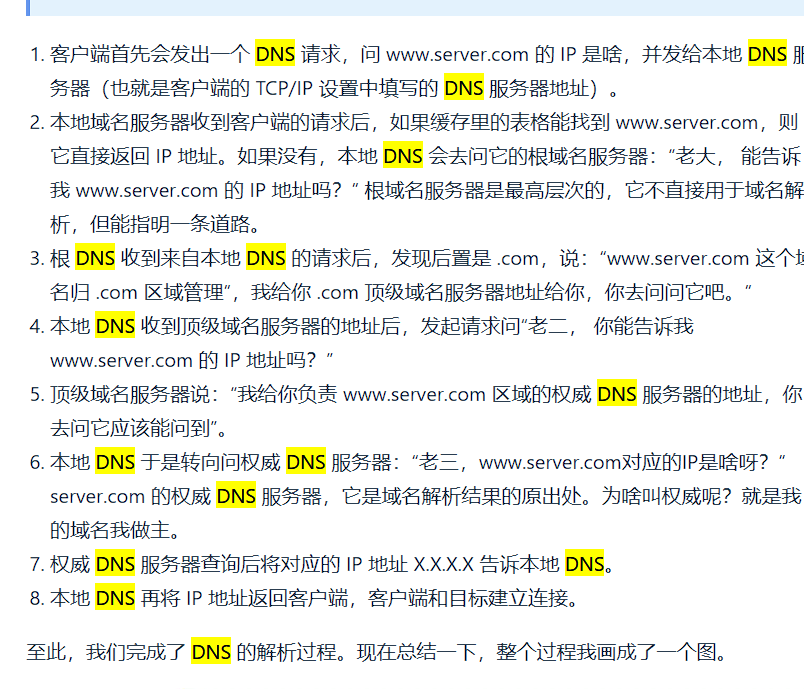 1. 客户端首先会发出一个 DNS 请求，问 www.server.com 的 IP 是啥，并发给本地 DNS
务器（也就是客户端的 TCP/IP 设置中填写的 DNS 服务器地址）。
2. 本地域名服务器收到客户端的请求后，如果缓存里的表格能找到 www.server.com，则
它直接返回 IP 地址。如果没有，本地 DNS 会去问它的根域名服务器：“老大， 能告诉
我 www.server.com 的 IP 地址吗？” 根域名服务器是最高层次的，它不直接用于域名解
析，但能指明一条道路。
3. 根 DNS 收到来自本地 DNS 的请求后，发现后置是 .com，说：“www.server.com 这个
名归 .com 区域管理”，我给你 .com 顶级域名服务器地址给你，你去问问它吧。”
4. 本地 DNS 收到顶级域名服务器的地址后，发起请求问“老二， 你能告诉我
www.server.com 的 IP 地址吗？”
5. 顶级域名服务器说：“我给你负责 www.server.com 区域的权威 DNS 服务器的地址，你
去问它应该能问到”。
6. 本地 DNS 于是转向问权威 DNS 服务器：“老三，www.server.com对应的IP是啥呀？”
server.com 的权威 DNS 服务器，它是域名解析结果的原出处。为啥叫权威呢？就是我
的域名我做主。
7. 权威 DNS 服务器查询后将对应的 IP 地址 X.X.X.X 告诉本地 DNS。
8. 本地 DNS 再将 IP 地址返回客户端，客户端和目标建立连接。
至此，我们完成了 DNS 的解析过程。现在总结一下，整个过程我画成了一个图。